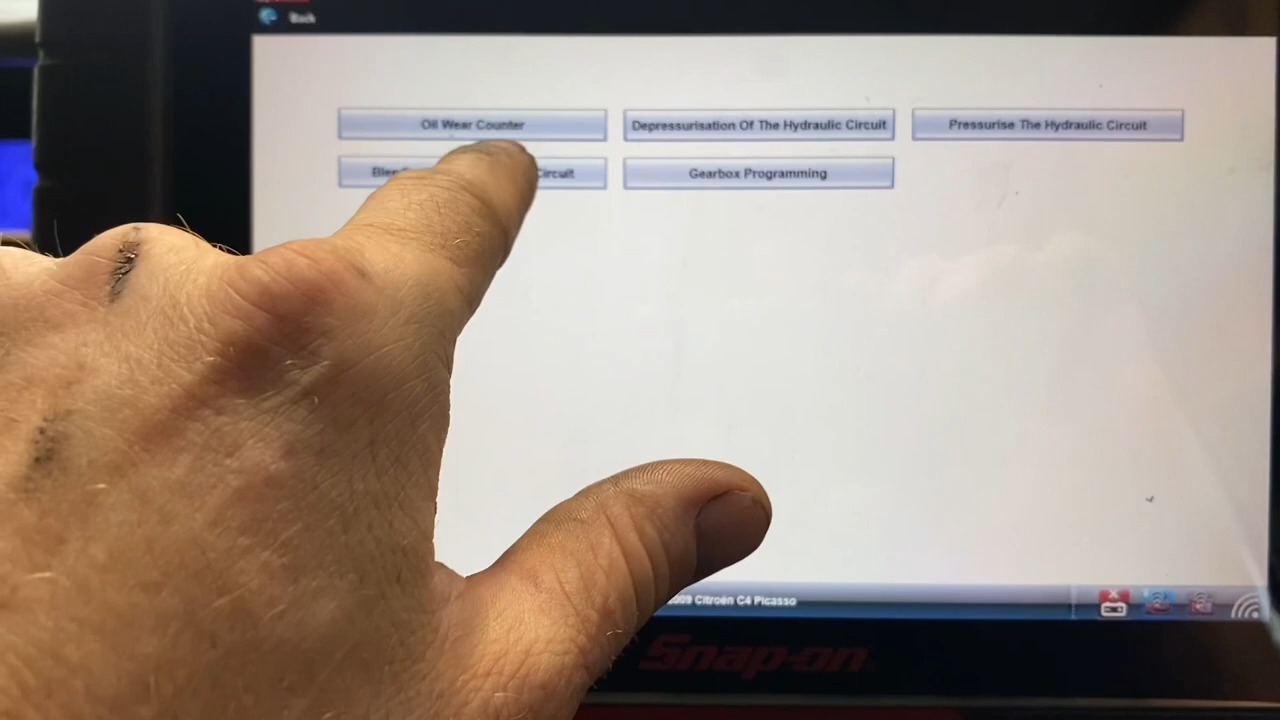 Back
Oil Wear Counter
Depressurisation Of The Hydraulic Circuit
Pressurise The Hydraulic Circuit
Circuit
Gearbox Programming
Citroën C4 Picasso
Snap-on